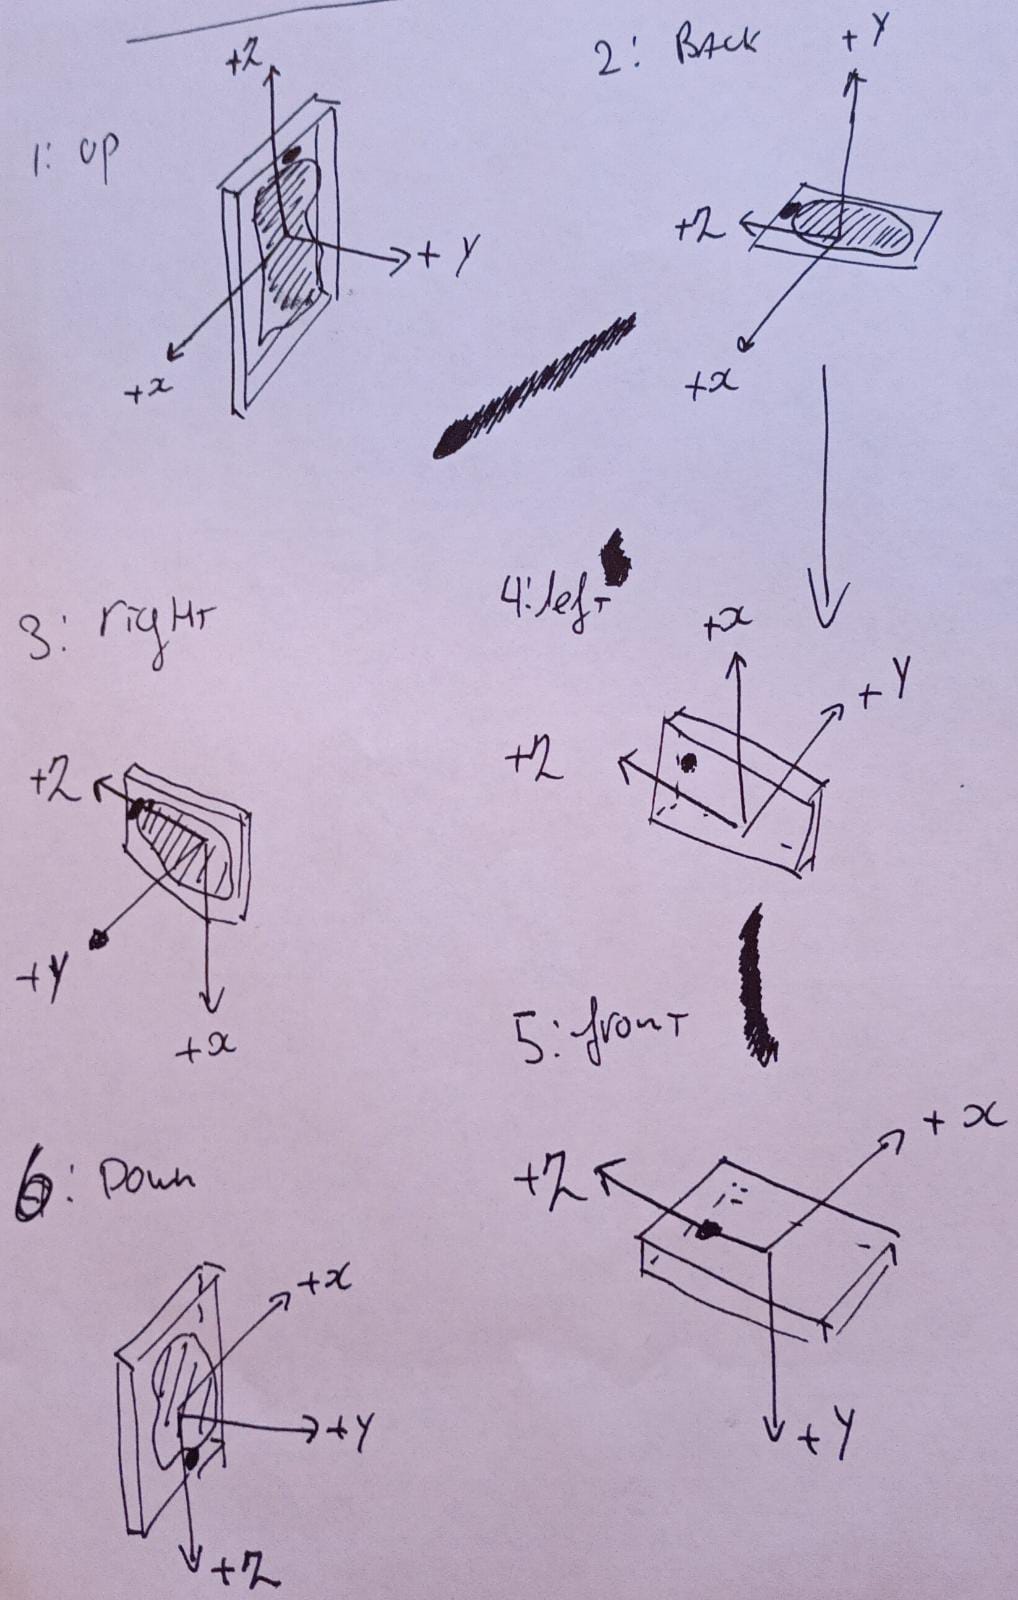 1: UP
+Z
+Y
+x
2: BACK
+Y
+Z
+x
3: rigHT
+Z
+Y
+x
4: lefT
+x
+Y
+Z
5: fronT
+x
+Z
+Y
6: Down
+x
+Y
+Z